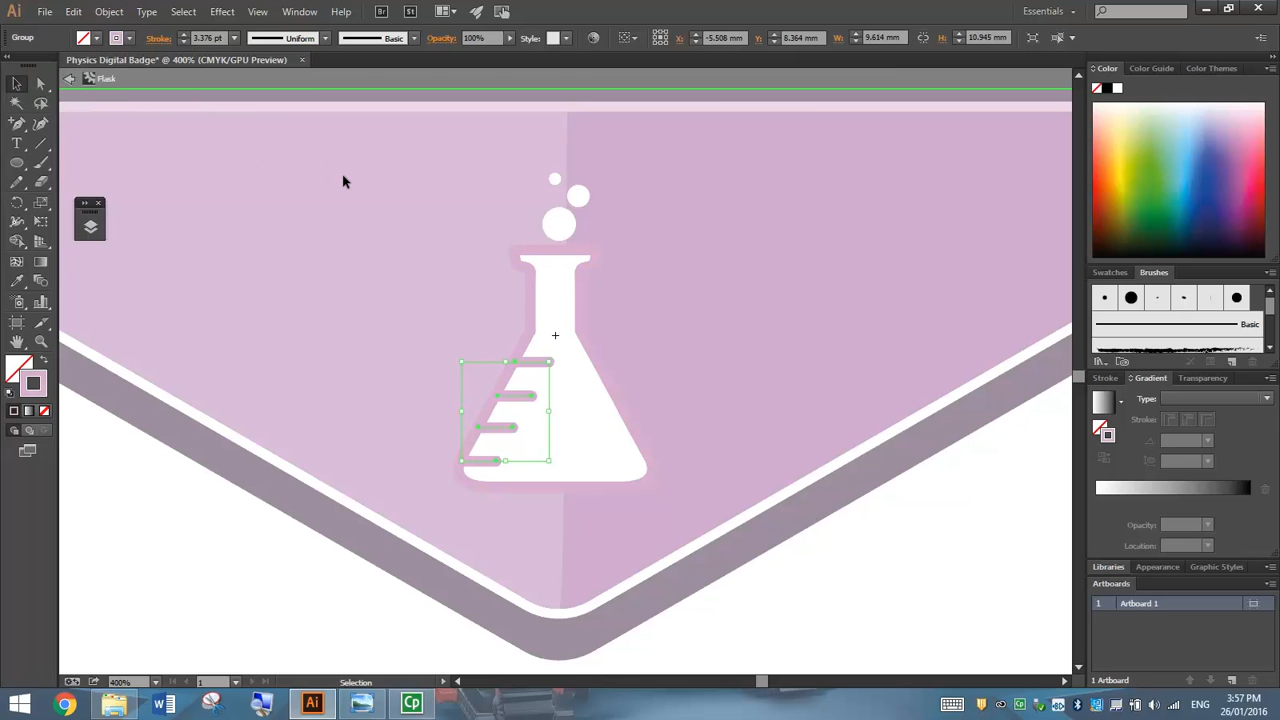 Ai File Edit Object Type Select Effect View Window Help Br St Essentials
Group Stroke: 3.376 pt Uniform Basic Opacity: 100% Style: X: -5.508 mm Y: 8.364 mm W: 9.614 mm H: 10.945 mm
Physics Digital Badge* @ 400% (CMYK/GPU Preview) ×
Flask
Color Color Guide Color Themes
Swatches Brushes
Basic
Stroke Gradient Transparency
Type:
Stroke:
Opacity:
Location:
Libraries Appearance Graphic Styles
Artboards
1 Artboard 1
400% 1 Selection 1 Artboard
W Ai Cp ENG 3:57 PM
26/01/2016